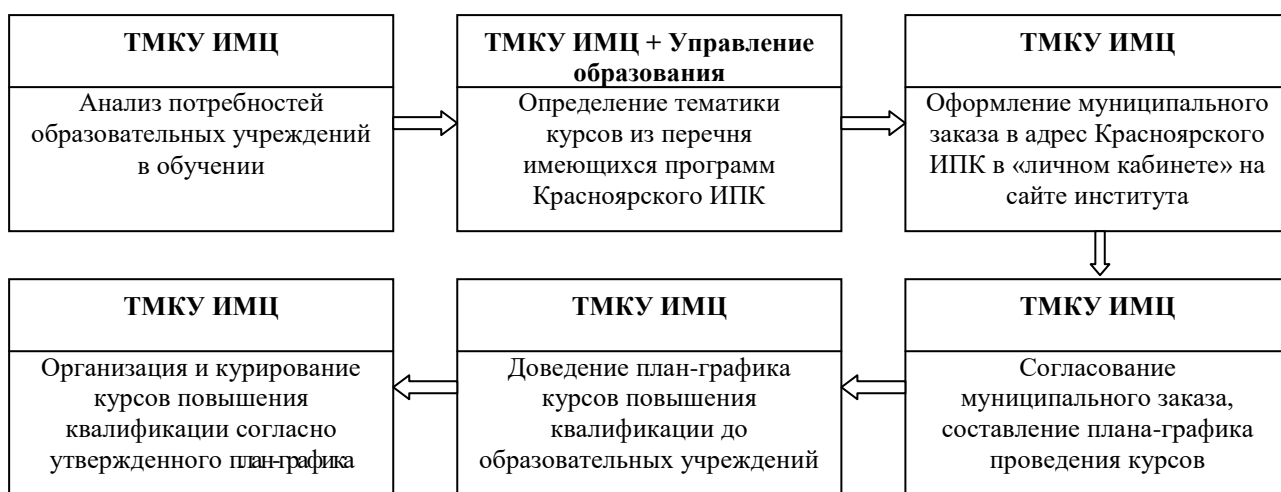 ТМКУ ИМЦ
Анализ потребностей
образовательных учреждений
в обучении
ТМКУ ИМЦ + Управление
образования
Определение тематики
курсов из перечня
имеющихся программ
Красноярского ИПК
ТМКУ ИМЦ
Оформление муниципального
заказа в адрес Красноярского
ИПК в «личном кабинете» на
сайте института
ТМКУ ИМЦ
Согласование
муниципального заказа,
составление плана-графика
проведения курсов
ТМКУ ИМЦ
Доведение план-графика
курсов повышения
квалификации до
образовательных учреждений
ТМКУ ИМЦ
Организация и курирование
курсов повышения
квалификации согласно
утвержденного план-графика